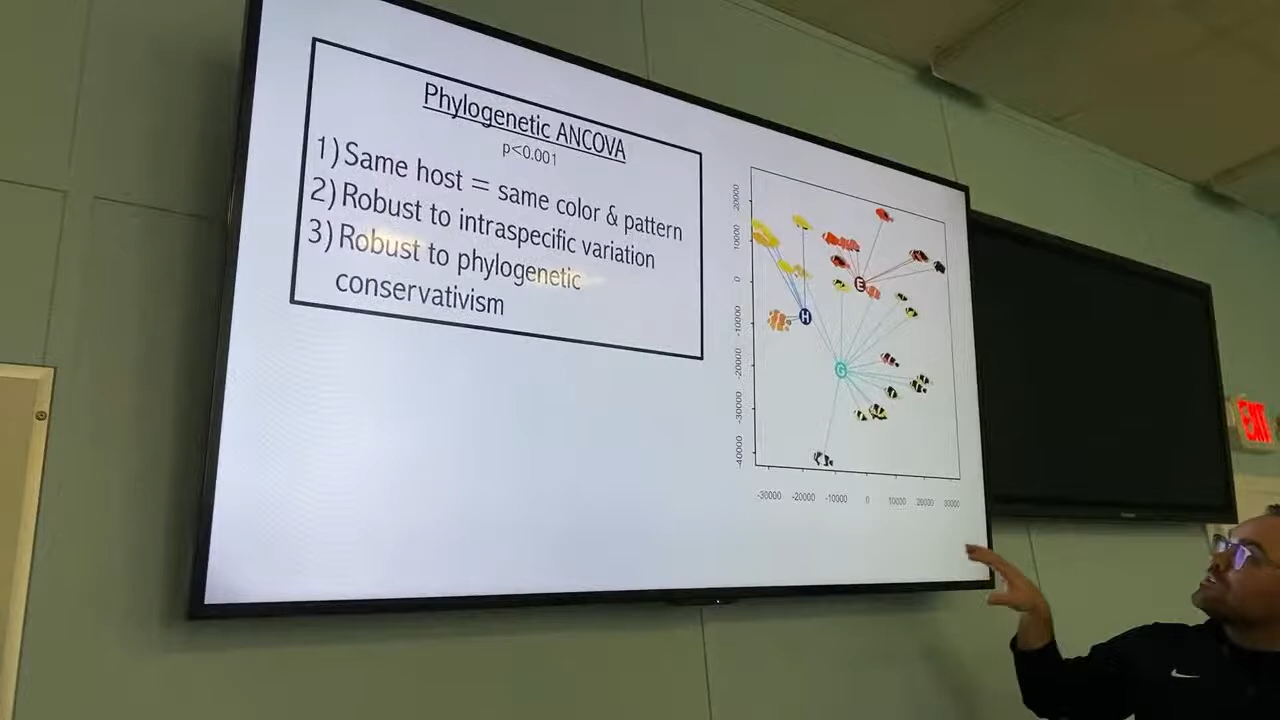 Phylogenetic ANCOVA
p<0.001
1) Same host = same color & pattern
2) Robust to intraspecific variation
3) Robust to phylogenetic
conservativism
20000
10000
0
-10000
-20000
-30000
-40000
E
H
G
-30000 -20000 -10000 0 10000 20000 30000
EXIT